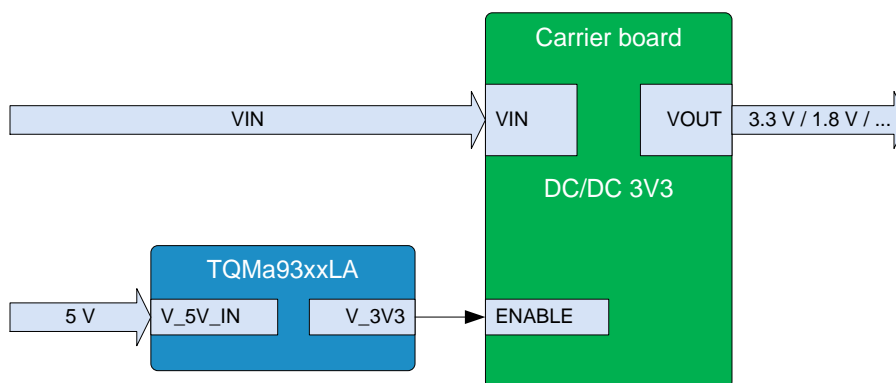 Carrier board
VIN
VIN
VOUT
3.3 V / 1.8 V / ...
DC/DC 3V3
TQMa93xxLA
5 V
V_5V_IN
V_3V3
ENABLE